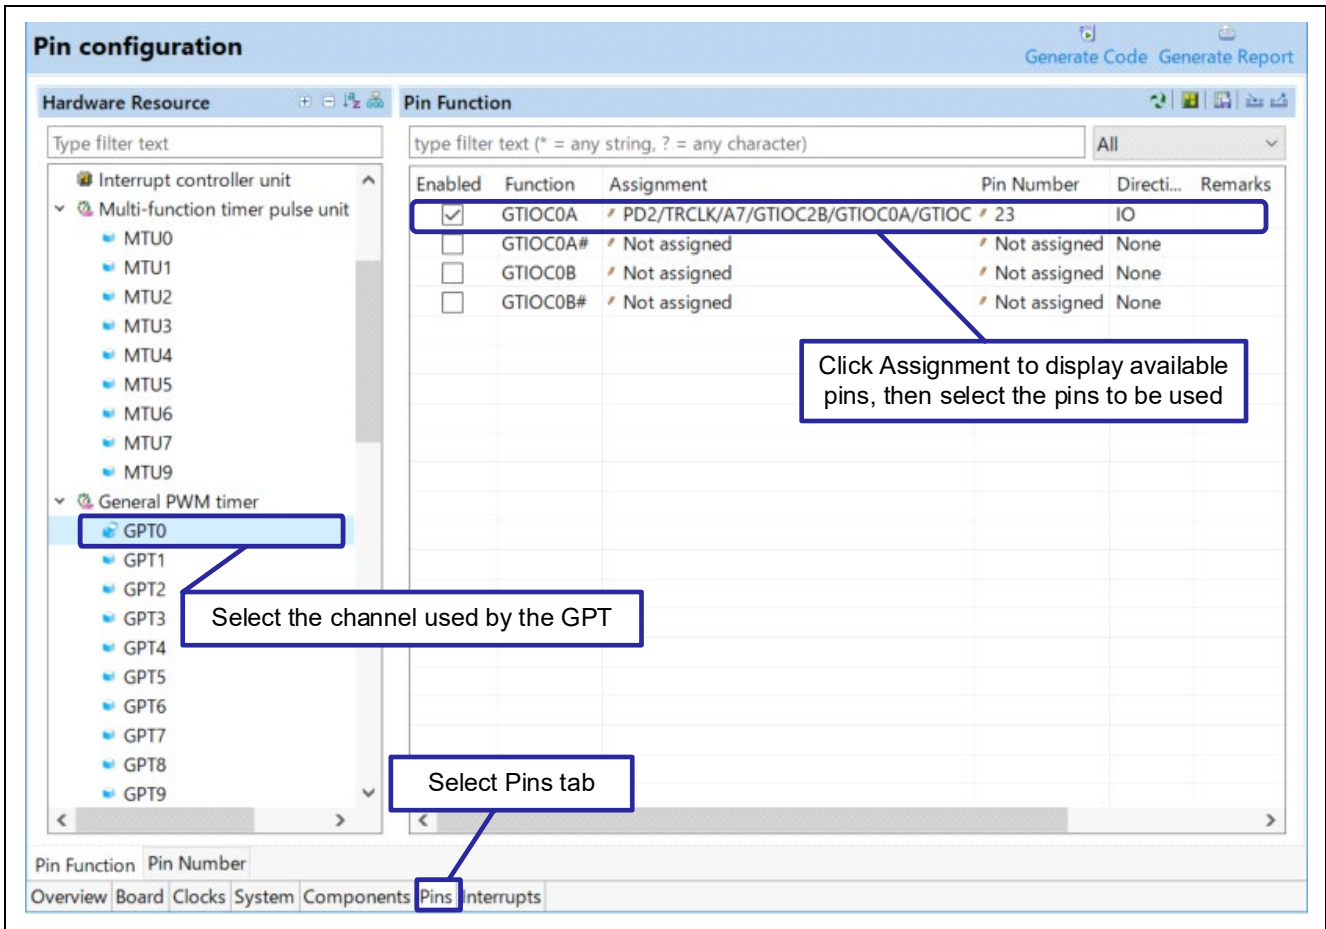 Pin configuration
Generate Code Generate Report
Hardware Resource
Type filter text
Interrupt controller unit
Multi-function timer pulse unit
MTU0
MTU1
MTU2
MTU3
MTU4
MTU5
MTU6
MTU7
MTU9
General PWM timer
GPT0
GPT1
GPT2
GPT3
GPT4
GPT5
GPT6
GPT7
GPT8
GPT9
Select the channel used by the GPT
Pin Function
type filter text (* = any string, ? = any character)
All
Enabled Function Assignment Pin Number Directi... Remarks
GTIOC0A PD2/TRCLK/A7/GTIOC2B/GTIOC0A/GTIOC 23 IO
GTIOC0A# Not assigned Not assigned None
GTIOC0B Not assigned Not assigned None
GTIOC0B# Not assigned Not assigned None
Click Assignment to display available
pins, then select the pins to be used
Select Pins tab
Pin Function Pin Number
Overview Board Clocks System Components Pins Interrupts